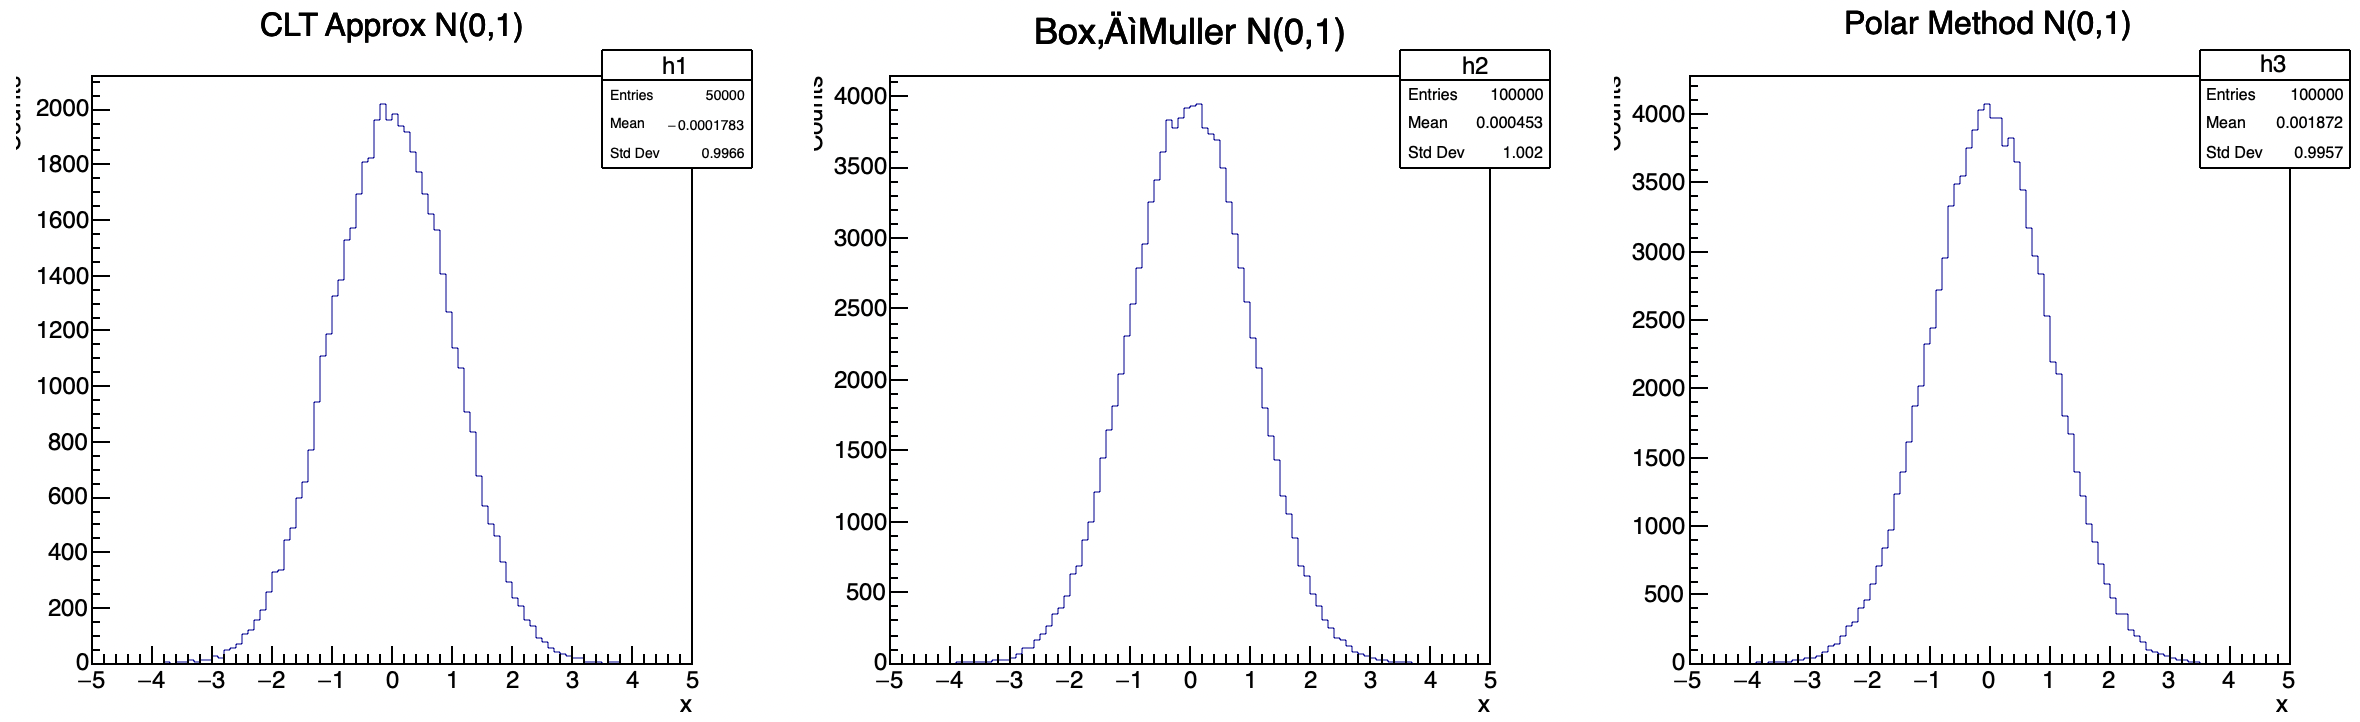 CLT Approx N(0,1)
h1
Entries 50000
Mean −0.0001783
Std Dev 0.9966
2000
1800
1600
1400
1200
1000
800
600
400
200
0
−5 −4 −3 −2 −1 0 1 2 3 4 5
x
Box‚ÄìMuller N(0,1)
h2
Entries 100000
Mean 0.000453
Std Dev 1.002
4000
3500
3000
2500
2000
1500
1000
500
0
−5 −4 −3 −2 −1 0 1 2 3 4 5
x
Polar Method N(0,1)
h3
Entries 100000
Mean 0.001872
Std Dev 0.9957
4000
3500
3000
2500
2000
1500
1000
500
0
−5 −4 −3 −2 −1 0 1 2 3 4 5
x